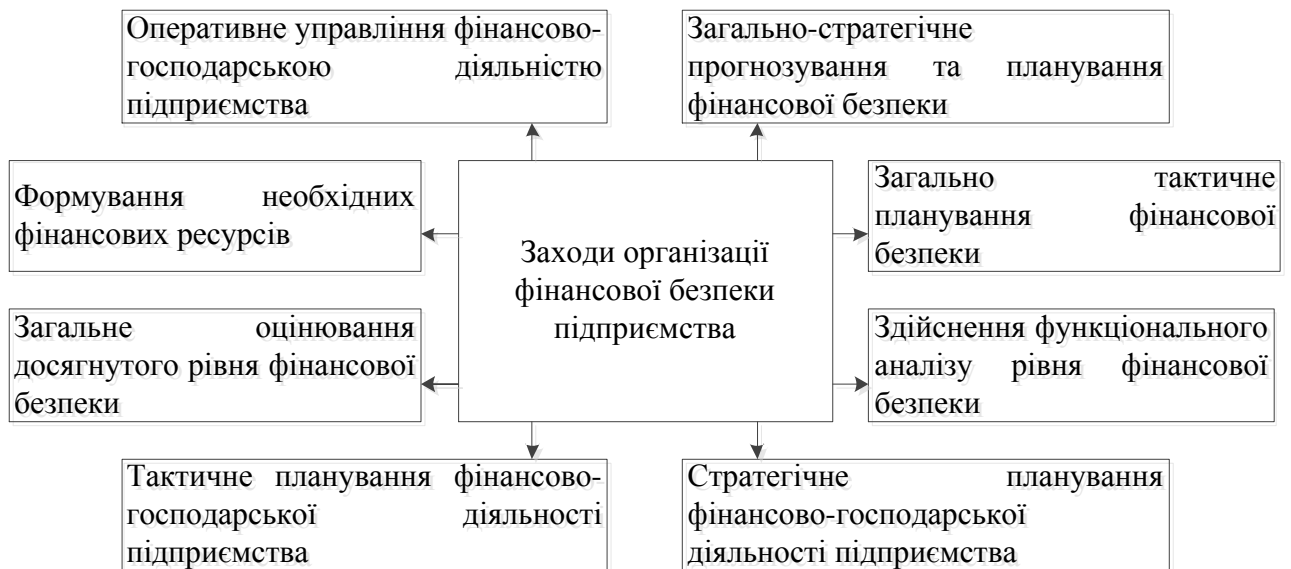 Оперативне управління фінансово-
господарською діяльністю
підприємства
Загально-стратегічне
прогнозування та планування
фінансової безпеки
Формування необхідних
фінансових ресурсів
Заходи організації
фінансової безпеки
підприємства
Загально тактичне
планування фінансової
безпеки
Загальне оцінювання
досягнутого рівня фінансової
безпеки
Здійснення функціонального
аналізу рівня фінансової
безпеки
Тактичне планування фінансово-
господарської діяльності
підприємства
Стратегічне планування
фінансово-господарської
діяльності підприємства